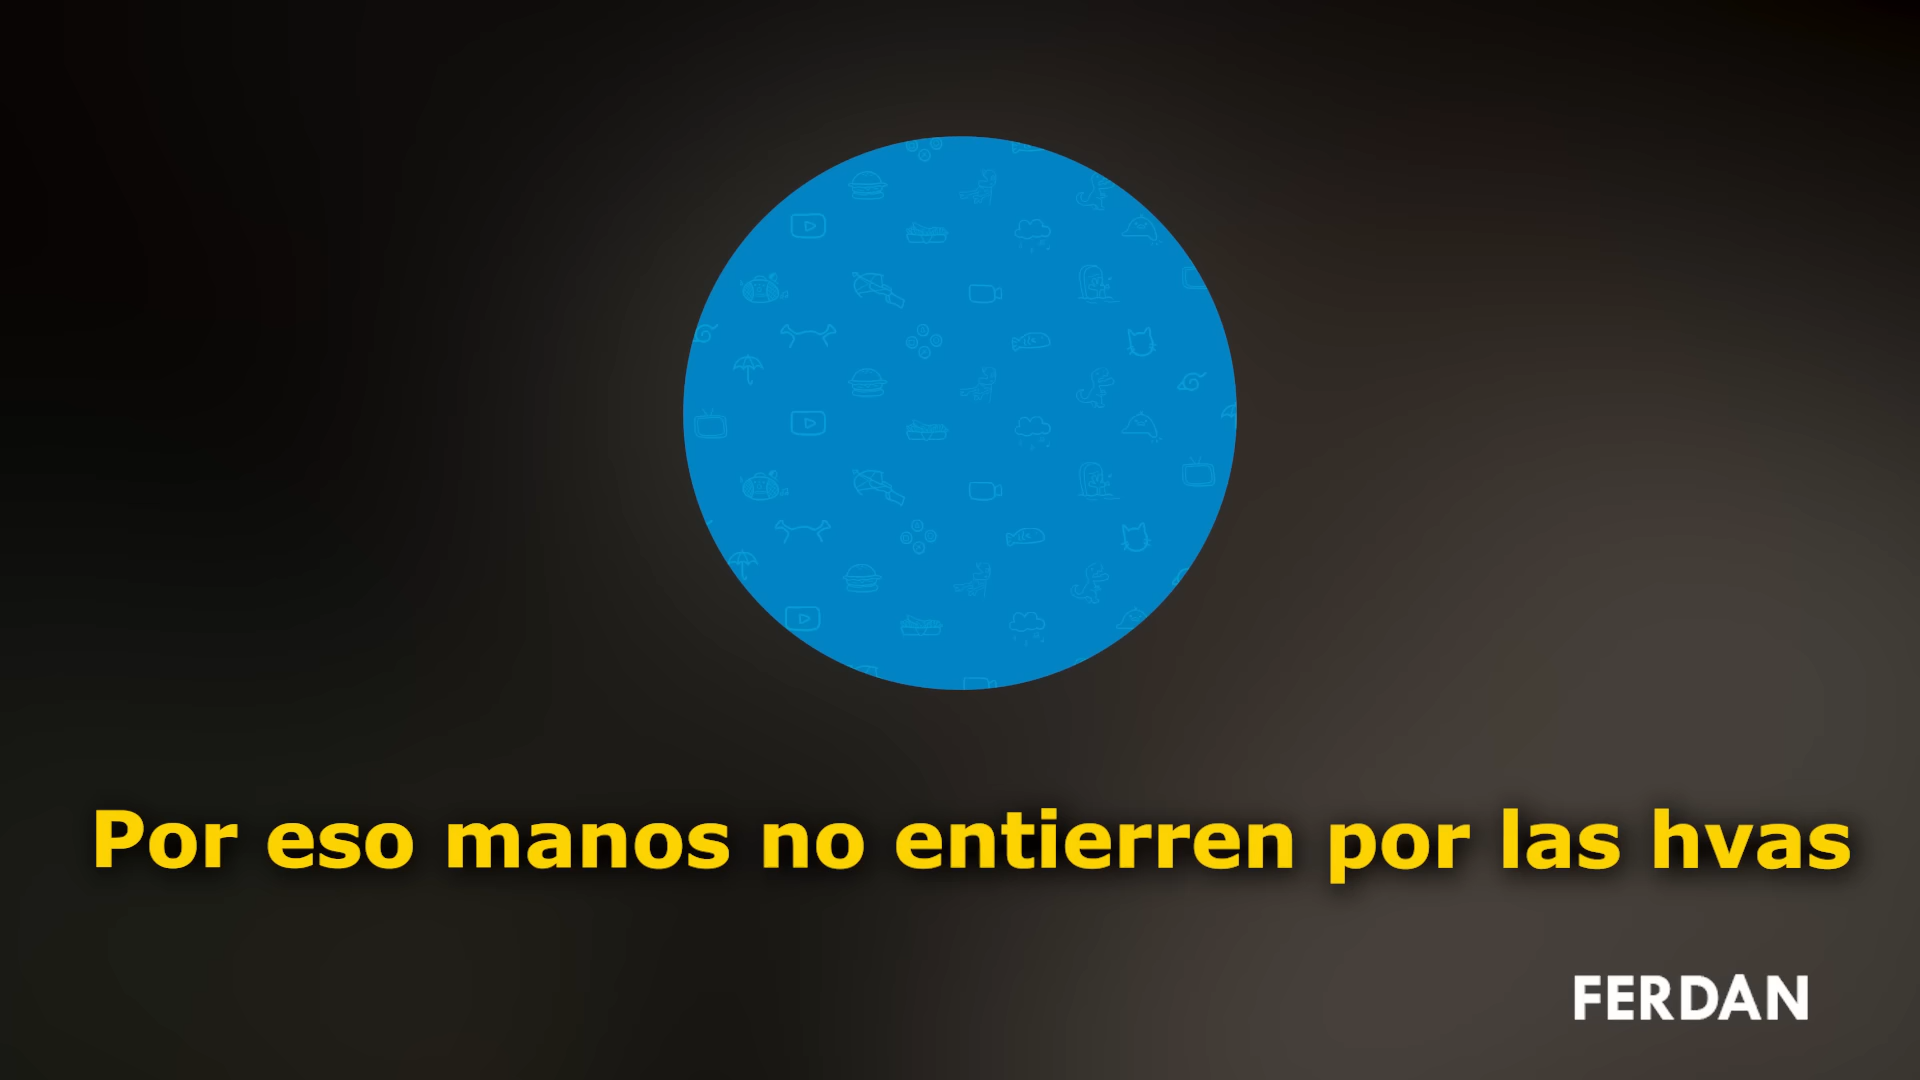 Por eso manos no entierren por las hvas
FERDAN